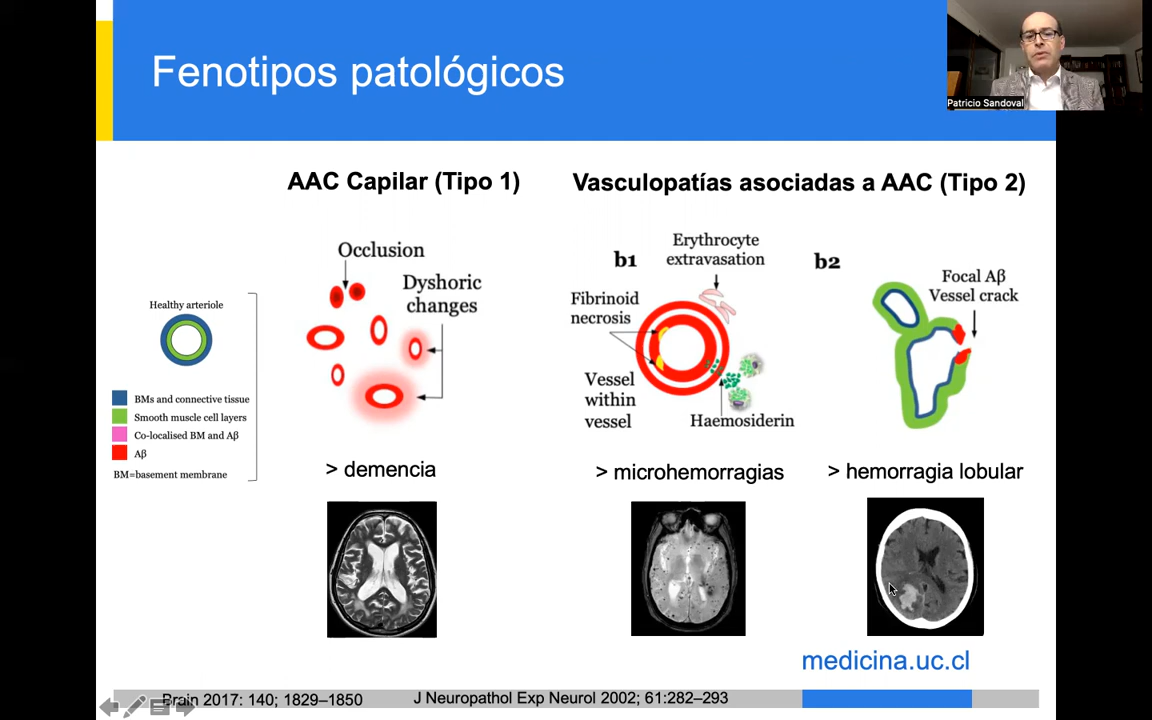 Fenotipos patológicos
Patricio Sandoval
AAC Capilar (Tipo 1)
Vasculopatías asociadas a AAC (Tipo 2)
Healthy arteriole
BMs and connective tissue
Smooth muscle cell layers
Co-localised BM and Aβ
Aβ
BM=basement membrane
Occlusion
Dyshoric
changes
> demencia
b1
Erythrocyte
extravasation
Fibrinoid
necrosis
Vessel
within
vessel
Haemosiderin
> microhemorragias
b2
Focal Aβ
Vessel crack
> hemorragia lobular
medicina.uc.cl
Brain 2017: 140; 1829–1850
J Neuropathol Exp Neurol 2002; 61:282–293